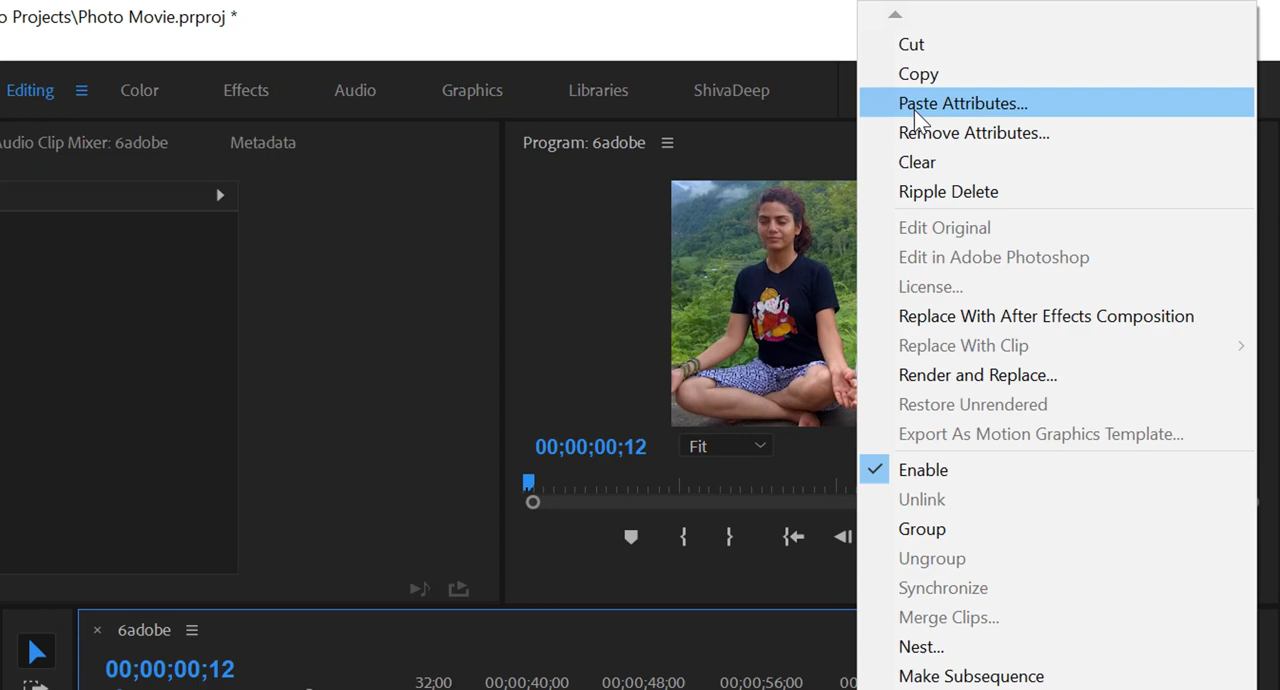 o Projects\Photo Movie.prproj *
Editing
Color
Effects
Audio
Graphics
Libraries
ShivaDeep
Audio Clip Mixer: 6adobe
Metadata
Program: 6adobe
00;00;00;12
Fit
6adobe
00;00;00;12
32;00
00;00;40;00
00;00;48;00
00;00;56;00
00
Cut
Copy
Paste Attributes...
Remove Attributes...
Clear
Ripple Delete
Edit Original
Edit in Adobe Photoshop
License...
Replace With After Effects Composition
Replace With Clip
Render and Replace...
Restore Unrendered
Export As Motion Graphics Template...
Enable
Unlink
Group
Ungroup
Synchronize
Merge Clips...
Nest...
Make Subsequence